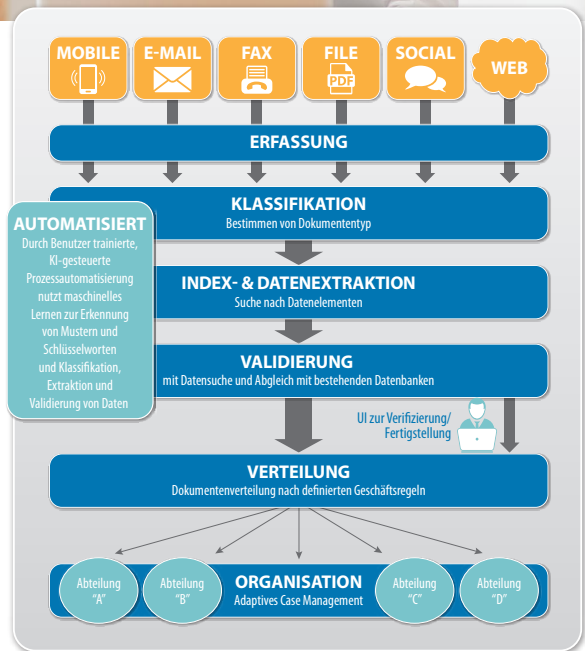 MOBILE
E-MAIL
FAX
FILE
SOCIAL
WEB
PDF
ERFASSUNG
KLASSIFIKATION
Bestimmen von Dokumententyp
AUTOMATISIERT
Durch Benutzer trainierte,
KI-gesteuerte
Prozessautomatisierung
nutzt maschinelles
Lernen zur Erkennung
von Mustern und
Schlüsselworten
und Klassifikation,
Extraktion und
Validierung von Daten
INDEX- & DATENEXTRAKTION
Suche nach Datenelementen
VALIDIERUNG
mit Datensuche und Abgleich mit bestehenden Datenbanken
UI zur Verifizierung/
Fertigstellung
VERTEILUNG
Dokumentenverteilung nach definierten Geschäftsregeln
Abteilung
"A"
Abteilung
"B"
ORGANISATION
Adaptives Case Management
Abteilung
"C"
Abteilung
"D"